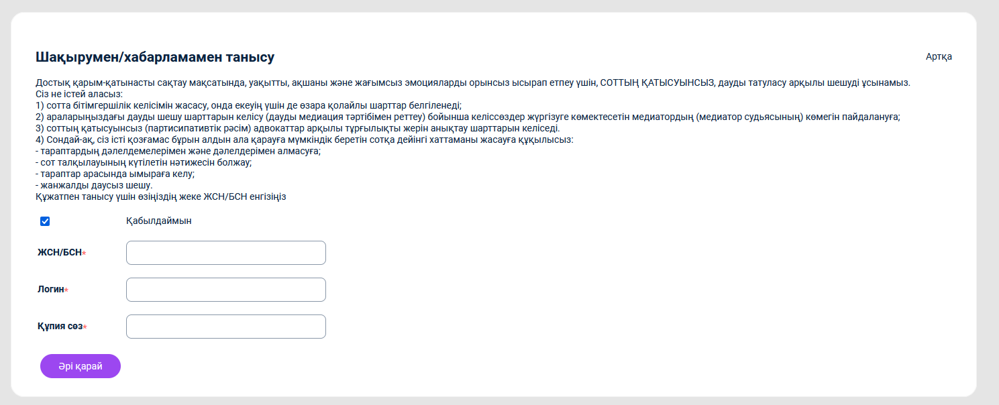 Шақырумен/хабарламамен танысу
Артқа
Достық қарым-қатынасты сақтау мақсатында, уақытты, ақшаны және жағымсыз эмоцияларды орынсыз ысырап етпеу үшін, СОТТЫҢ ҚАТЫСУЫНСЫЗ, дауды татуласу арқылы шешуді ұсынамыз.
Сіз не істей аласыз:
1) сотта бітімгершілік келісімін жасасу, онда екеуің үшін де өзара қолайлы шарттар белгіленеді;
2) араларыңыздағы дауды шешу шарттарын келісу (дауды медиация тәртібімен реттеу) бойынша келіссөздер жүргізуге көмектесетін медиатордың (медиатор судьясының) көмегін пайдалануға;
3) соттың қатысуынсыз (партисипативтік рәсім) адвокаттар арқылы тұрғылықты жерін анықтау шарттарын келіседі.
4) Сондай-ақ, сіз істі қозғамас бұрын алдын ала қарауға мүмкіндік беретін сотқа дейінгі хаттаманы жасауға құқылысыз:
- тараптардың дәлелдемелерімен және дәлелдерімен алмасуға;
- сот талқылауының күтілетін нәтижесін болжау;
- тараптар арасында ымыраға келу;
- жанжалды даусыз шешу.
Құжатпен танысу үшін өзіңіздің жеке ЖСН/БСН енгізіңіз
Қабылдаймын
ЖСН/БСН*
Логин*
Құпия сөз*
Әрі қарай